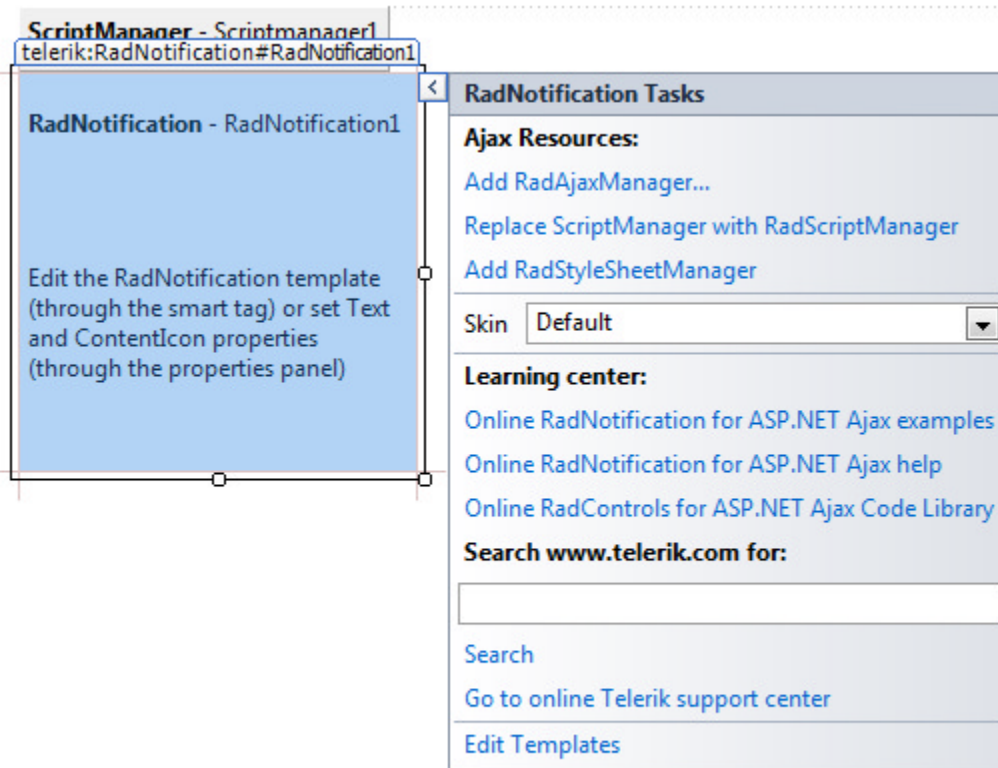 ScriptManager - Scriptmanager1
telerik:RadNotification#RadNotification1
RadNotification - RadNotification1
Edit the RadNotification template
(through the smart tag) or set Text
and ContentIcon properties
(through the properties panel)
<
RadNotification Tasks
Ajax Resources:
Add RadAjaxManager...
Replace ScriptManager with RadScriptManager
Add RadStyleSheetManager
Skin Default
Learning center:
Online RadNotification for ASP.NET Ajax examples
Online RadNotification for ASP.NET Ajax help
Online RadControls for ASP.NET Ajax Code Library
Search www.telerik.com for:
Search
Go to online Telerik support center
Edit Templates